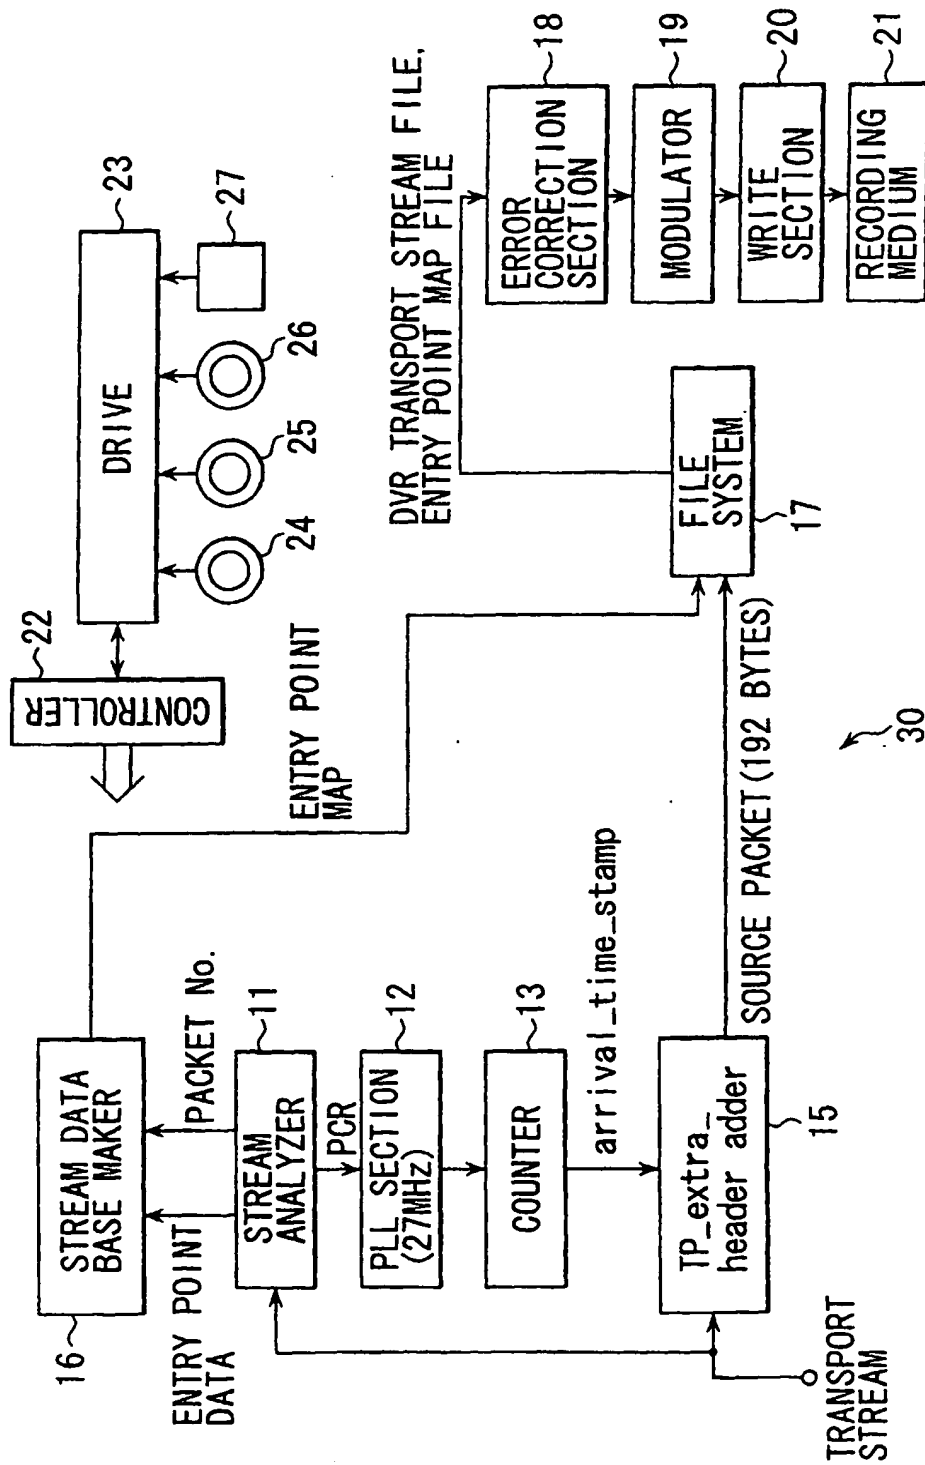 22
CONTROLLER
23
DRIVE
24
25
26
27
16
STREAM DATA
BASE MAKER
ENTRY POINT
DATA
PACKET No.
ENTRY POINT
MAP
11
STREAM
ANALYZER
PCR
12
PLL SECTION
(27MHz)
13
COUNTER
arrival_time_stamp
TRANSPORT
STREAM
TP_extra_
header adder
15
SOURCE PACKET(192 BYTES)
FILE
SYSTEM
17
DVR TRANSPORT STREAM FILE,
ENTRY POINT MAP FILE
ERROR
CORRECTION
SECTION
18
MODULATOR
19
WRITE
SECTION
20
RECORDING
MEDIUM
21
30